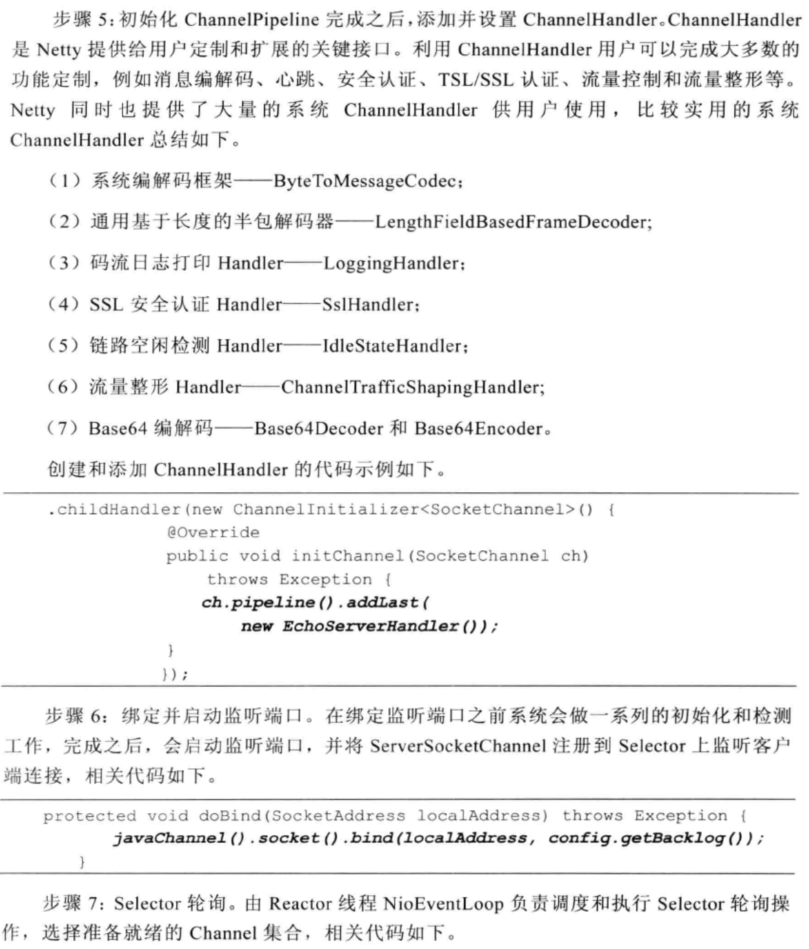 步骤 5：初始化 ChannelPipeline 完成之后，添加并设置 ChannelHandler。ChannelHandler
是 Netty 提供给用户定制和扩展的关键接口。利用 ChannelHandler 用户可以完成大多数的
功能定制，例如消息编解码、心跳、安全认证、TSL/SSL 认证、流量控制和流量整形等。
Netty 同时也提供了大量的系统 ChannelHandler 供用户使用，比较实用的系统
ChannelHandler 总结如下。
（1）系统编解码框架——ByteToMessageCodec；
（2）通用基于长度的半包解码器——LengthFieldBasedFrameDecoder;
（3）码流日志打印 Handler——LoggingHandler；
（4）SSL 安全认证 Handler——SslHandler；
（5）链路空闲检测 Handler——IdleStateHandler；
（6）流量整形 Handler——ChannelTrafficShapingHandler;
（7）Base64 编解码——Base64Decoder 和 Base64Encoder。
创建和添加 ChannelHandler 的代码示例如下。
.childHandler(new ChannelInitializer<SocketChannel>() {
@Override
public void initChannel(SocketChannel ch)
throws Exception {
ch.pipeline().addLast(
new EchoServerHandler());
}
});
步骤 6：绑定并启动监听端口。在绑定监听端口之前系统会做一系列的初始化和检测
工作，完成之后，会启动监听端口，并将 ServerSocketChannel 注册到 Selector 上监听客户
端连接，相关代码如下。
protected void doBind(SocketAddress localAddress) throws Exception {
javaChannel().socket().bind(localAddress, config.getBacklog());
}
步骤 7：Selector 轮询。由 Reactor 线程 NioEventLoop 负责调度和执行 Selector 轮询操
作，选择准备就绪的 Channel 集合，相关代码如下。